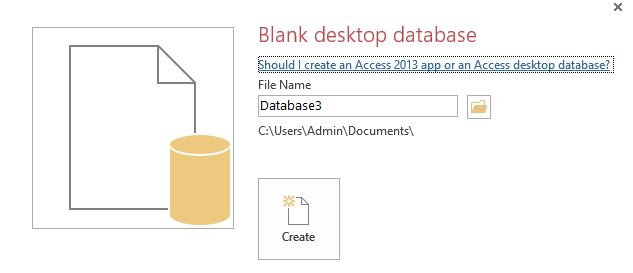 Blank desktop database
Should I create an Access 2013 app or an Access desktop database?
File Name
Database3
C:\Users\Admin\Documents\
Create